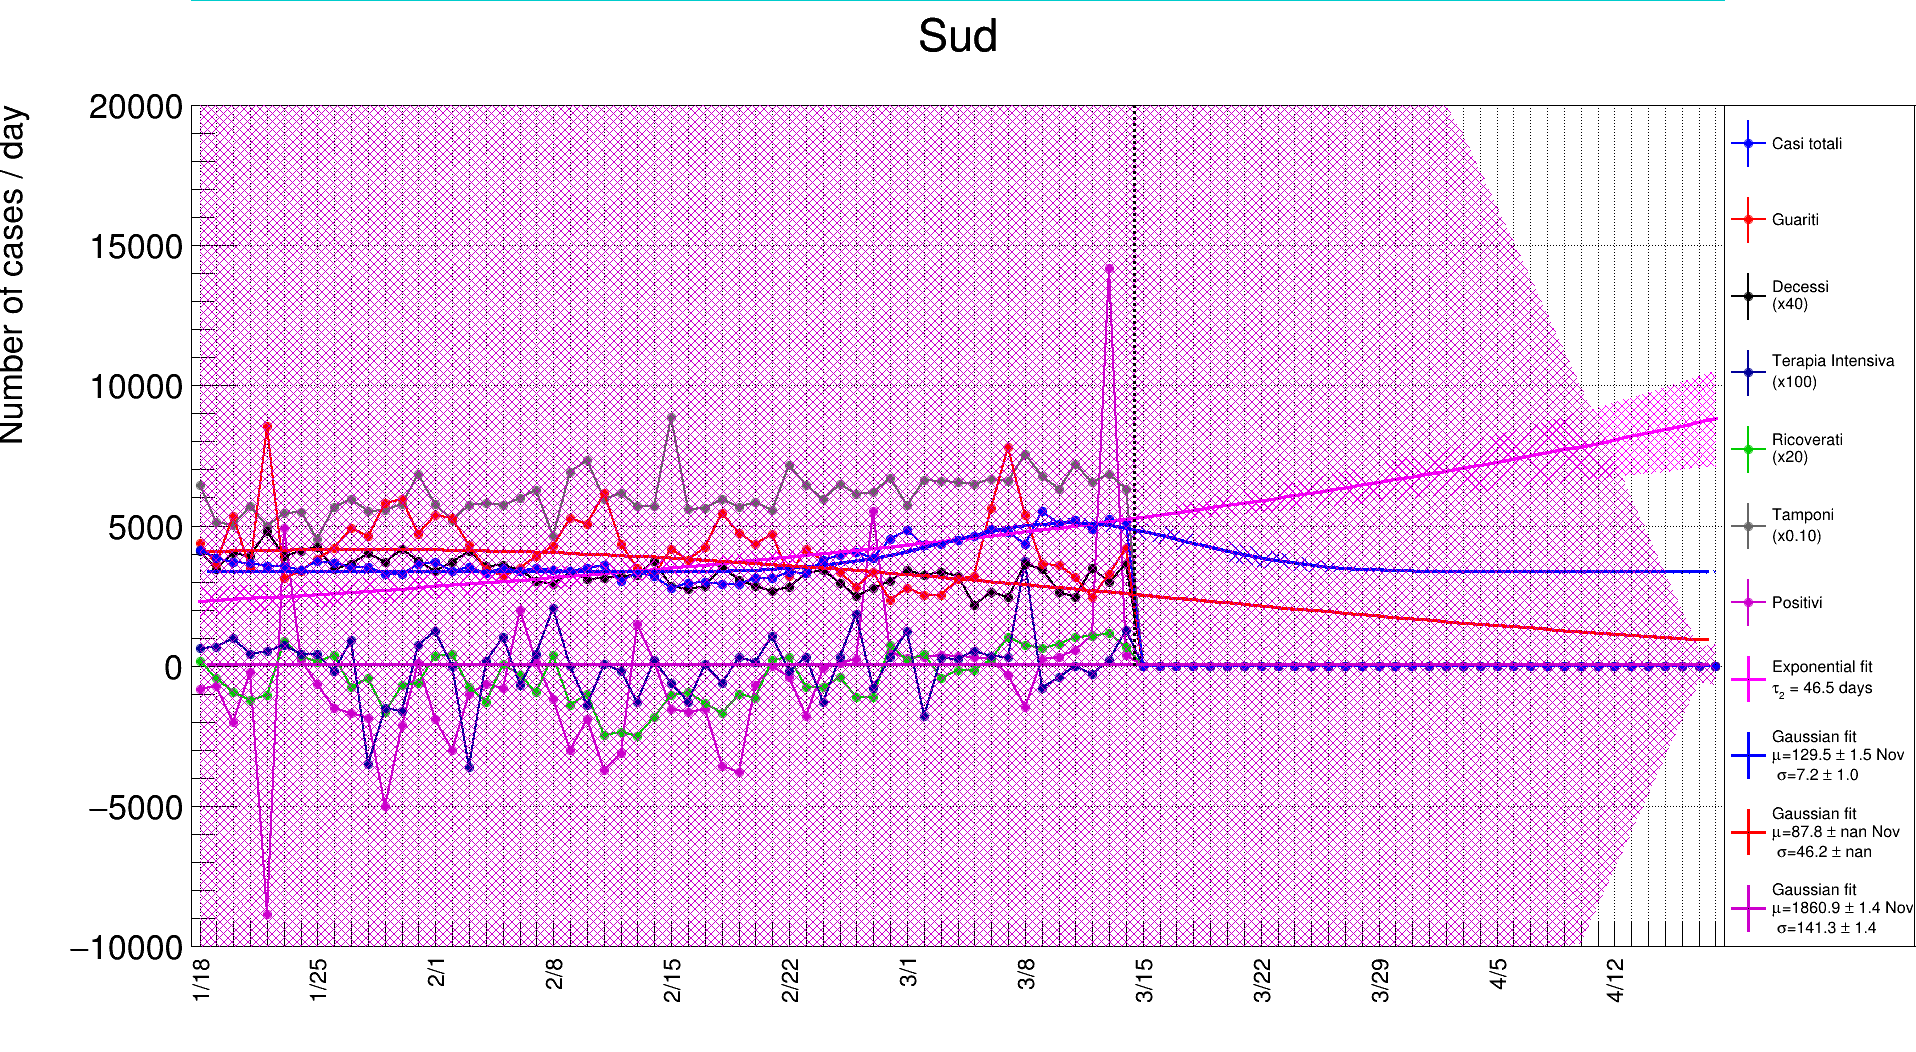 Sud
Number of cases / day
20000
15000
10000
5000
0
−5000
−10000
1/18
1/25
2/1
2/8
2/15
2/22
3/1
3/8
3/15
3/22
3/29
4/5
4/12
Casi totali
Guariti
Decessi
(x40)
Terapia Intensiva
(x100)
Ricoverati
(x20)
Tamponi
(x0.10)
Positivi
Exponential fit
τ2 = 46.5 days
Gaussian fit
μ=129.5 ± 1.5 Nov
σ=7.2 ± 1.0
Gaussian fit
μ=87.8 ± nan Nov
σ=46.2 ± nan
Gaussian fit
μ=1860.9 ± 1.4 Nov
σ=141.3 ± 1.4